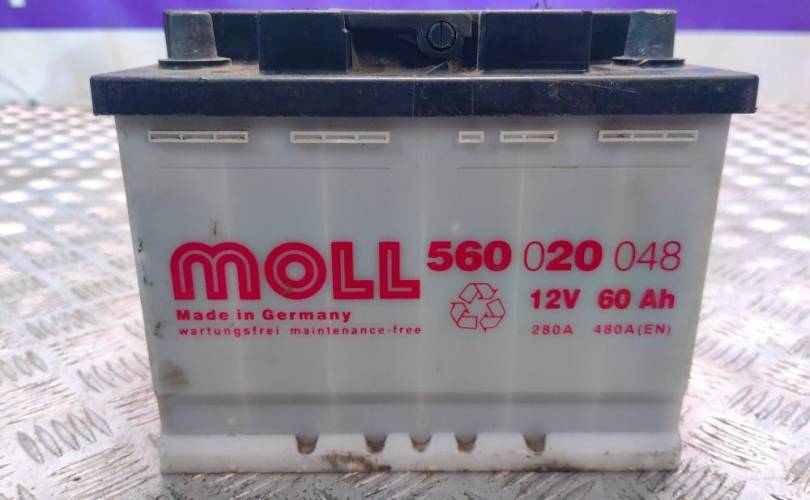 MOLL 560 020 048
12V 60 Ah
Made in Germany
wartungsfrei maintenance-free
280A 480A(EN)